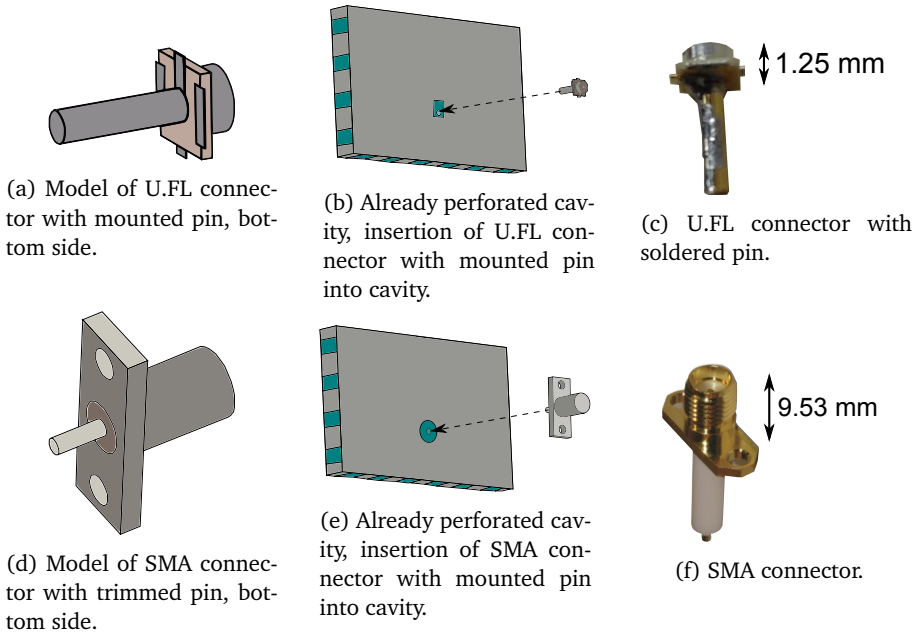 1.25 mm
(a) Model of U.FL connec-
tor with mounted pin, bot-
tom side.
(b) Already perforated cav-
ity, insertion of U.FL con-
nector with mounted pin
into cavity.
(c) U.FL connector with
soldered pin.
9.53 mm
(d) Model of SMA connec-
tor with trimmed pin, bot-
tom side.
(e) Already perforated cav-
ity, insertion of SMA con-
nector with mounted pin
into cavity.
(f) SMA connector.